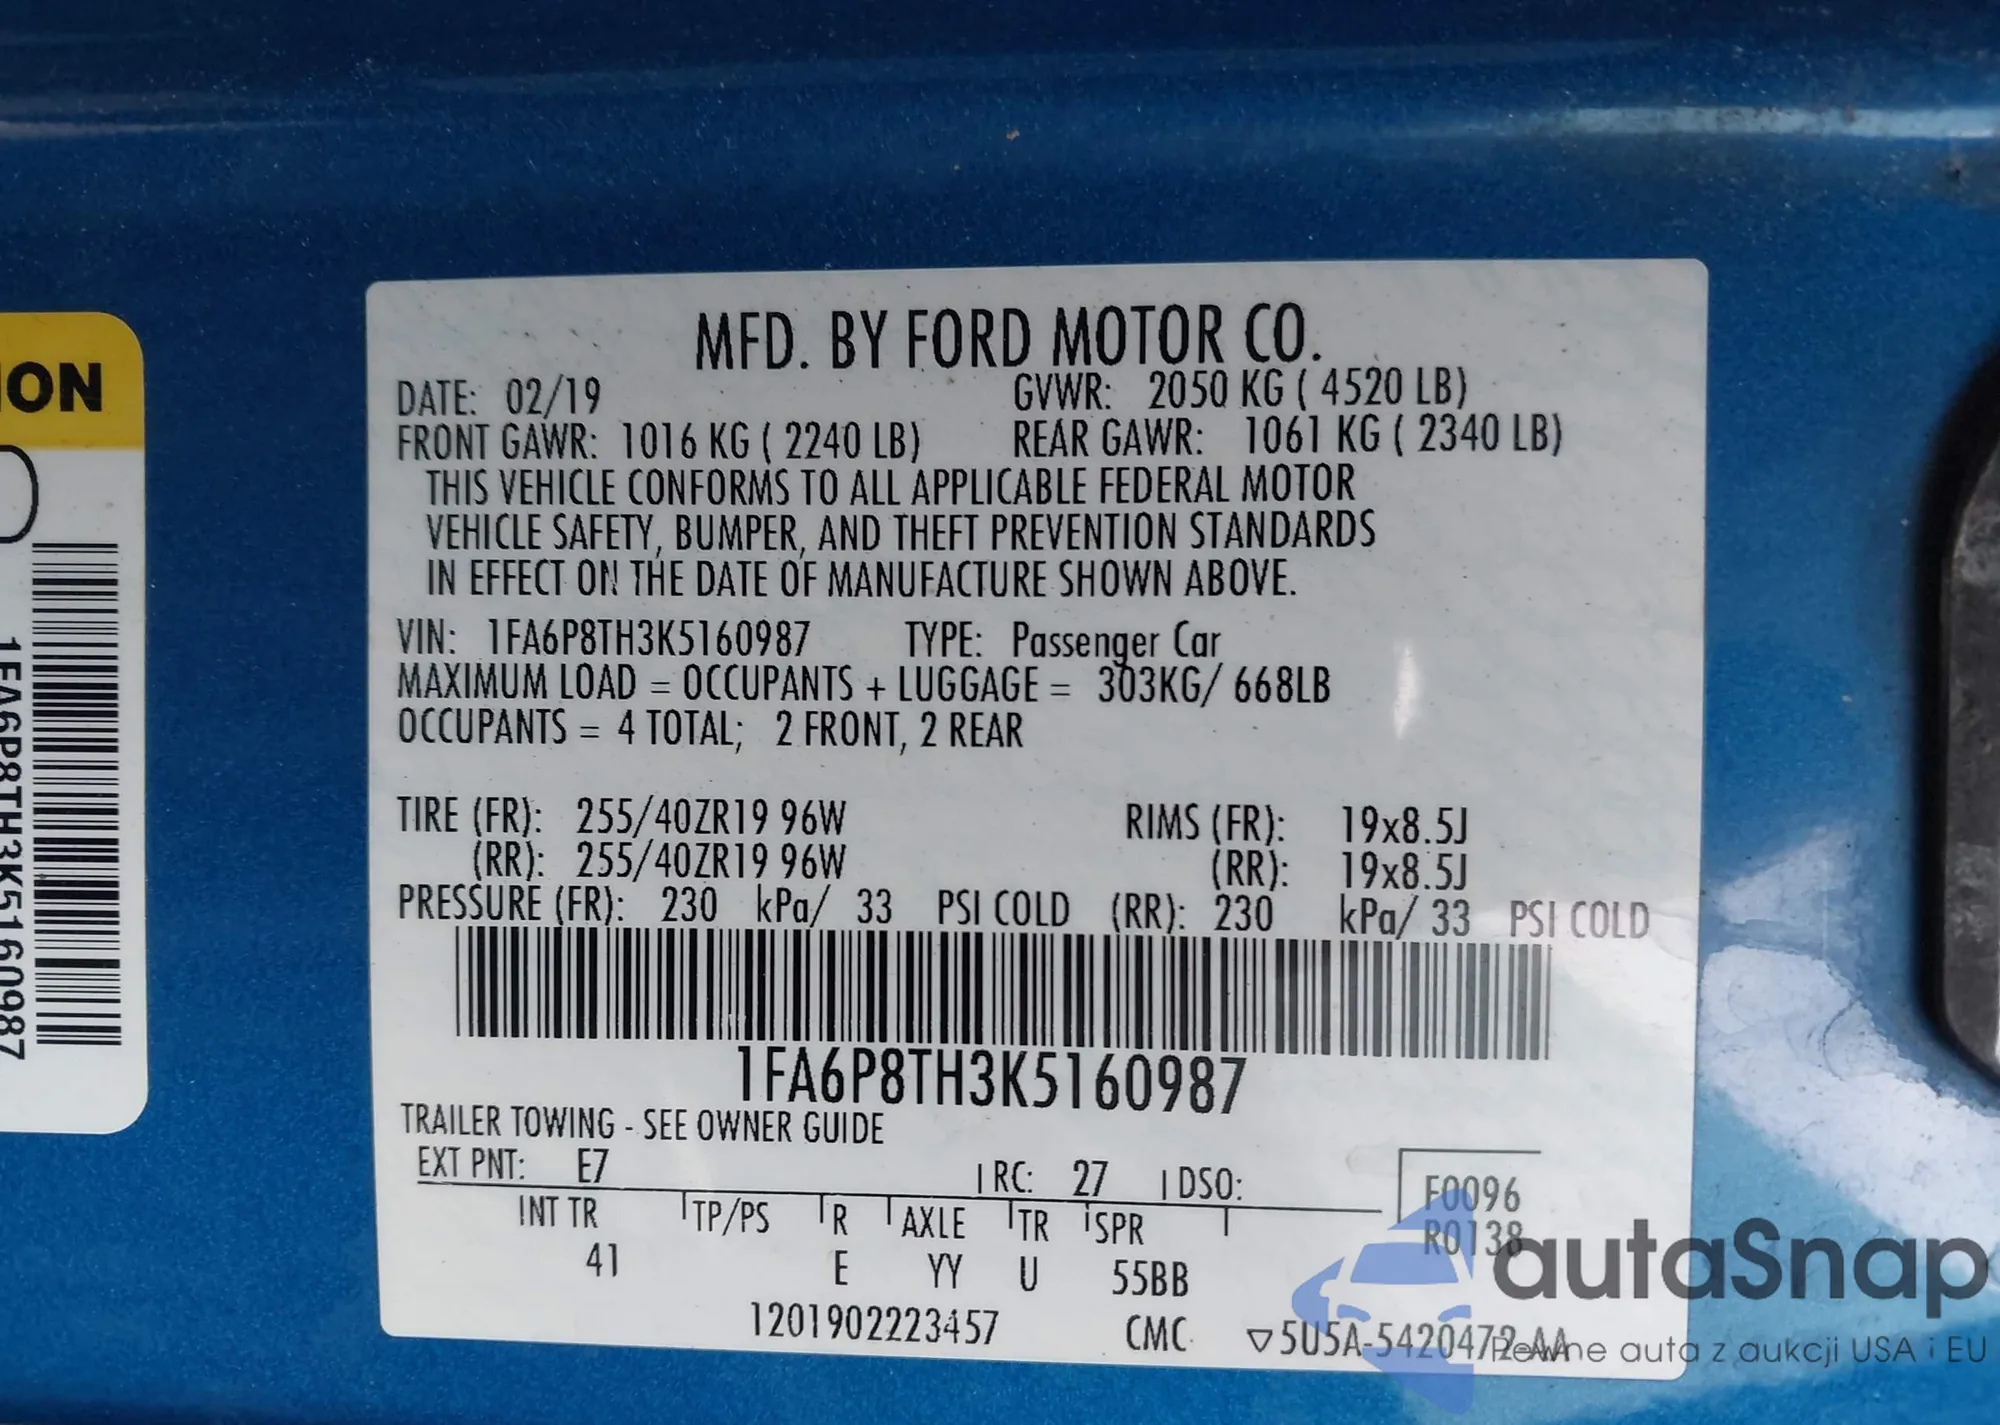 ION
1FA6P8TH3K5160987
MFD. BY FORD MOTOR CO.
DATE: 02/19 GVWR: 2050 KG ( 4520 LB)
FRONT GAWR: 1016 KG ( 2240 LB) REAR GAWR: 1061 KG ( 2340 LB)
THIS VEHICLE CONFORMS TO ALL APPLICABLE FEDERAL MOTOR
VEHICLE SAFETY, BUMPER, AND THEFT PREVENTION STANDARDS
IN EFFECT ON THE DATE OF MANUFACTURE SHOWN ABOVE.
VIN: 1FA6P8TH3K5160987 TYPE: Passenger Car
MAXIMUM LOAD = OCCUPANTS + LUGGAGE = 303KG/ 668LB
OCCUPANTS = 4 TOTAL; 2 FRONT, 2 REAR
TIRE (FR): 255/40ZR19 96W RIMS (FR): 19x8.5J
(RR): 255/40ZR19 96W (RR): 19x8.5J
PRESSURE (FR): 230 kPa/ 33 PSI COLD (RR): 230 kPa/ 33 PSI COLD
1FA6P8TH3K5160987
TRAILER TOWING - SEE OWNER GUIDE
EXT PNT: E7 RC: 27 DSO:
INT TR TP/PS R AXLE TR SPR
41 E YY U 55BB
F0096
R0138
1201902223457 CMC ▽5U5A-5420472-AA
autaSnap
Pewne auta z aukcji USA i EU